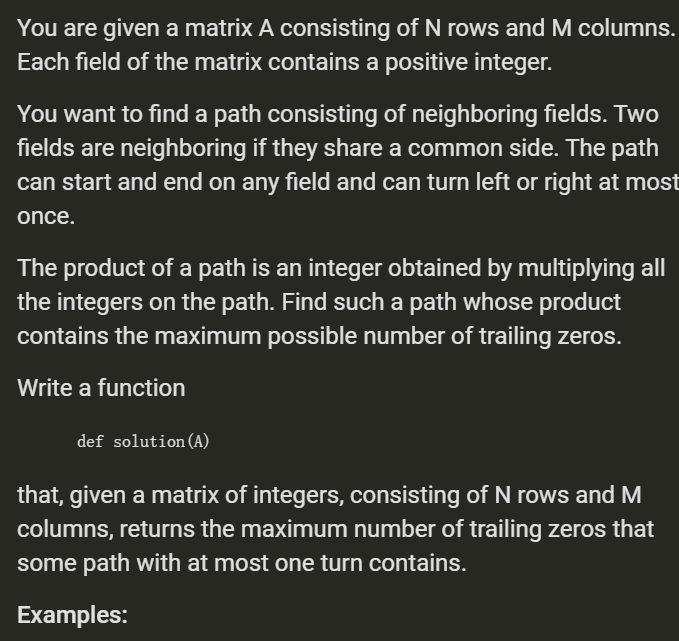 You are given a matrix A consisting of N rows and M columns.
Each field of the matrix contains a positive integer.
You want to find a path consisting of neighboring fields. Two
fields are neighboring if they share a common side. The path
can start and end on any field and can turn left or right at most
once.
The product of a path is an integer obtained by multiplying all
the integers on the path. Find such a path whose product
contains the maximum possible number of trailing zeros.
Write a function
def solution(A)
that, given a matrix of integers, consisting of N rows and M
columns, returns the maximum number of trailing zeros that
some path with at most one turn contains.
Examples: